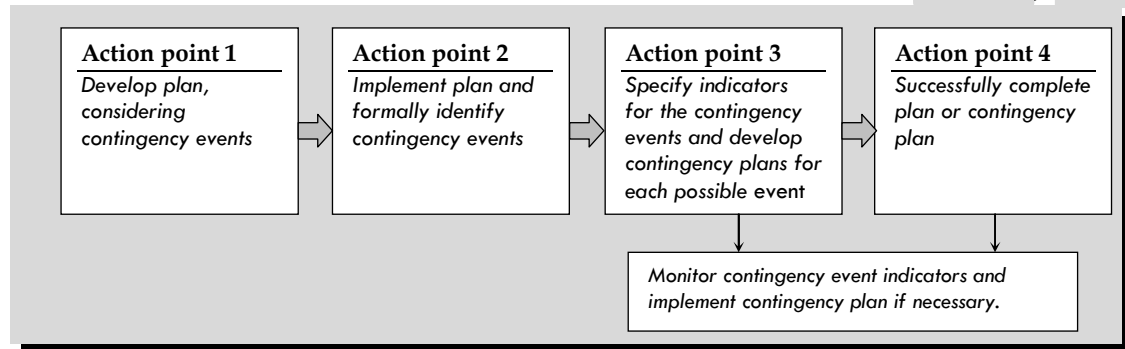 Action point 1
Develop plan,
considering
contingency events
Action point 2
Implement plan and
formally identify
contingency events
Action point 3
Specify indicators
for the contingency
events and develop
contingency plans for
each possible event
Action point 4
Successfully complete
plan or contingency
plan
Monitor contingency event indicators and
implement contingency plan if necessary.